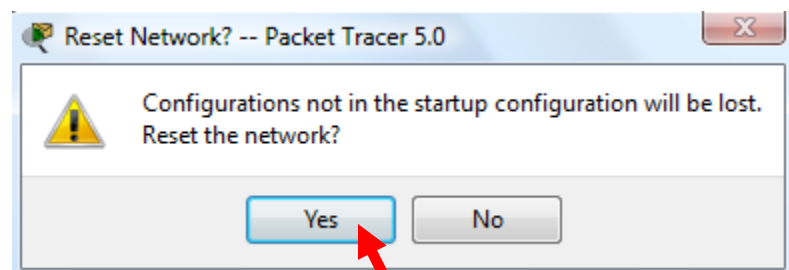 Reset Network? -- Packet Tracer 5.0
Configurations not in the startup configuration will be lost.
Reset the network?
Yes
No